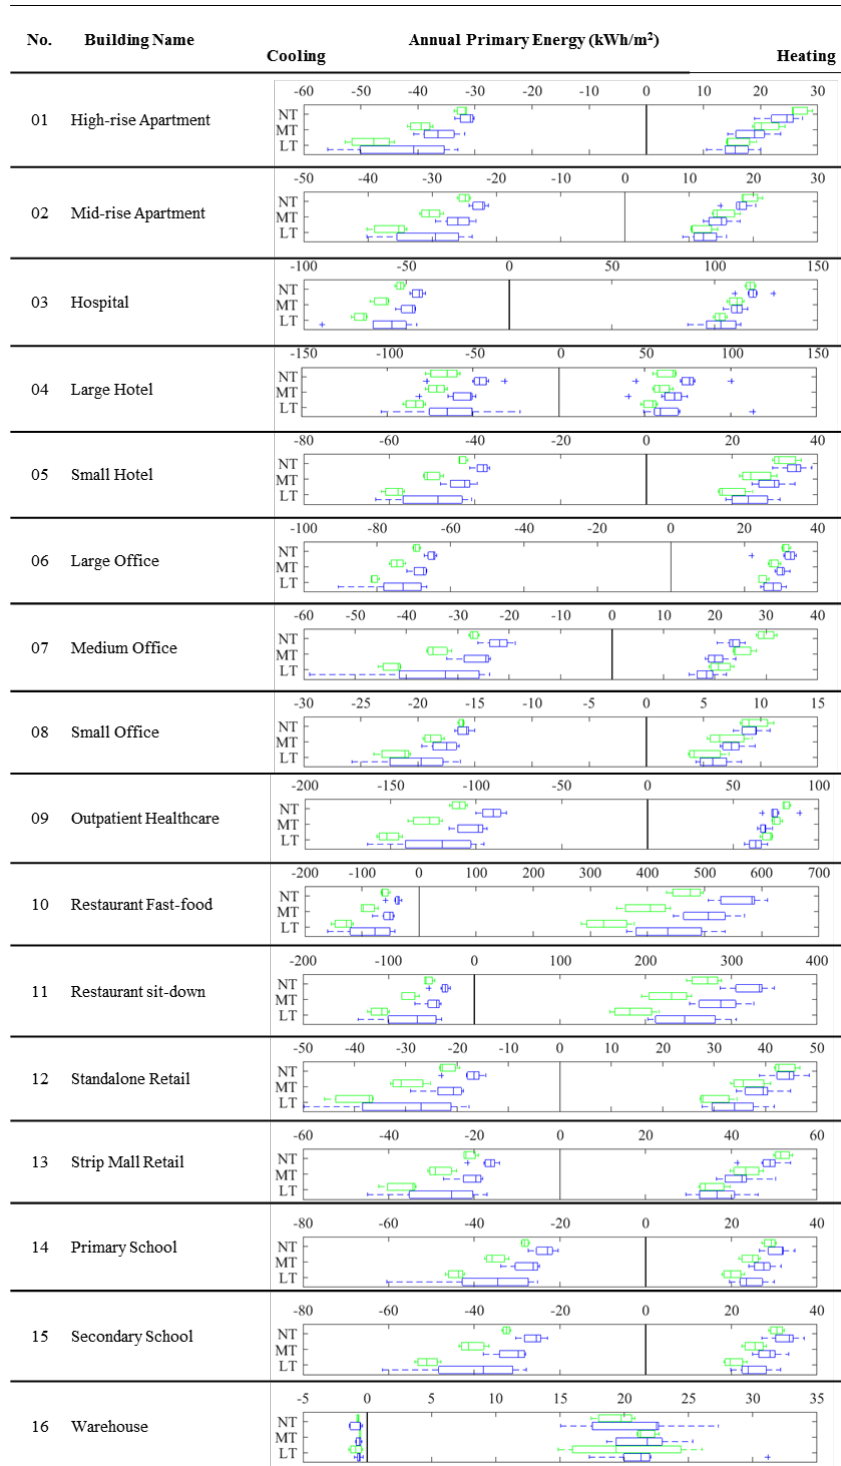 No. Building Name Annual Primary Energy (kWh/m²)
Cooling Heating
-60 -50 -40 -30 -20 -10 0 10 20 30
01 High-rise Apartment NT MT LT
-50 -40 -30 -20 -10 0 10 20 30
02 Mid-rise Apartment NT MT LT
-100 -50 0 50 100 150
03 Hospital NT MT LT
-150 -100 -50 0 50 100 150
04 Large Hotel NT MT LT
-80 -60 -40 -20 0 20 40
05 Small Hotel NT MT LT
-100 -80 -60 -40 -20 0 20 40
06 Large Office NT MT LT
-60 -50 -40 -30 -20 -10 0 10 20 30 40
07 Medium Office NT MT LT
-30 -25 -20 -15 -10 -5 0 5 10 15
08 Small Office NT MT LT
-200 -150 -100 -50 0 50 100
09 Outpatient Healthcare NT MT LT
-200 -100 0 100 200 300 400 500 600 700
10 Restaurant Fast-food NT MT LT
-200 -100 0 100 200 300 400
11 Restaurant sit-down NT MT LT
-50 -40 -30 -20 -10 0 10 20 30 40 50
12 Standalone Retail NT MT LT
-60 -40 -20 0 20 40 60
13 Strip Mall Retail NT MT LT
-80 -60 -40 -20 0 20 40
14 Primary School NT MT LT
-80 -60 -40 -20 0 20 40
15 Secondary School NT MT LT
-5 0 5 10 15 20 25 30 35
16 Warehouse NT MT LT